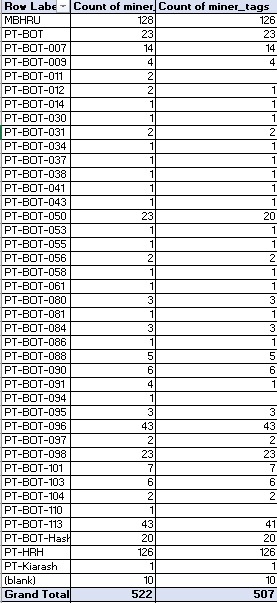 Row Labe Count of miner_ Count of miner_tags
MBHRU 128 126
PT-BOT 23 23
PT-BOT-007 14 14
PT-BOT-009 4 4
PT-BOT-011 2
PT-BOT-012 2 1
PT-BOT-014 1 1
PT-BOT-030 1 1
PT-BOT-031 2 2
PT-BOT-034 1 1
PT-BOT-037 1 1
PT-BOT-038 1 1
PT-BOT-041 1 1
PT-BOT-043 1 1
PT-BOT-050 23 20
PT-BOT-053 1 1
PT-BOT-055 1 1
PT-BOT-056 2 2
PT-BOT-058 1 1
PT-BOT-061 1 1
PT-BOT-080 3 3
PT-BOT-081 1 1
PT-BOT-084 3 3
PT-BOT-086 1 1
PT-BOT-088 5 5
PT-BOT-090 6 6
PT-BOT-091 4 1
PT-BOT-094 1
PT-BOT-095 3 3
PT-BOT-096 43 43
PT-BOT-097 2 2
PT-BOT-098 23 23
PT-BOT-101 7 7
PT-BOT-103 6 6
PT-BOT-104 2 2
PT-BOT-110 1
PT-BOT-113 43 41
PT-BOT-Hash 20 20
PT-HRH 126 126
PT-Kiarash 1 1
(blank) 10 10
Grand Total 522 507